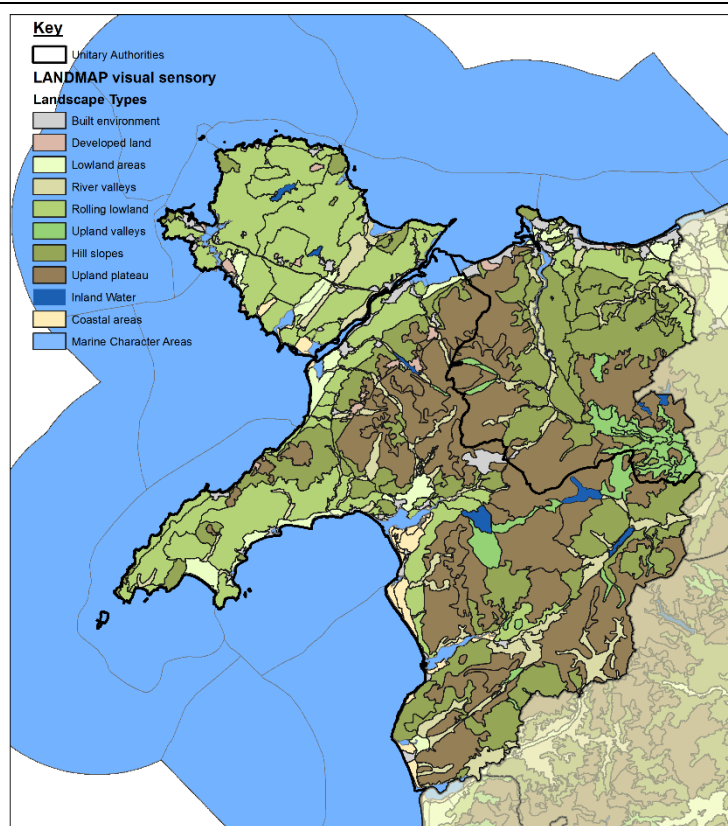 Key
Unitary Authorities
LANDMAP visual sensory
Landscape Types
Built environment
Developed land
Lowland areas
River valleys
Rolling lowland
Upland valleys
Hill slopes
Upland plateau
Inland Water
Coastal areas
Marine Character Areas